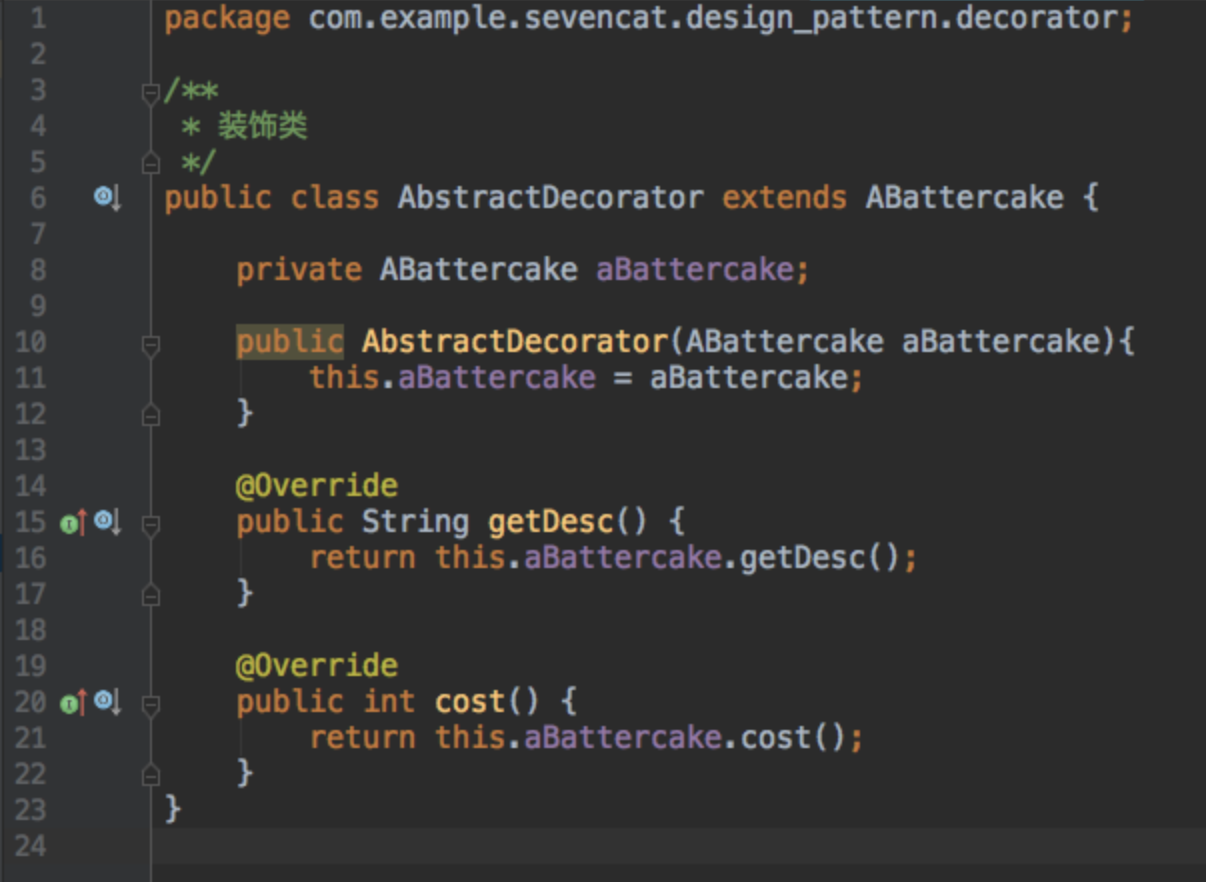 1 package com.example.sevencat.design_pattern.decorator;
2
3 /**
4  * 装饰类
5  */
6 public class AbstractDecorator extends ABattercake {
7
8     private ABattercake aBattercake;
9
10     public AbstractDecorator(ABattercake aBattercake){
11         this.aBattercake = aBattercake;
12     }
13
14     @Override
15     public String getDesc() {
16         return this.aBattercake.getDesc();
17     }
18
19     @Override
20     public int cost() {
21         return this.aBattercake.cost();
22     }
23 }
24